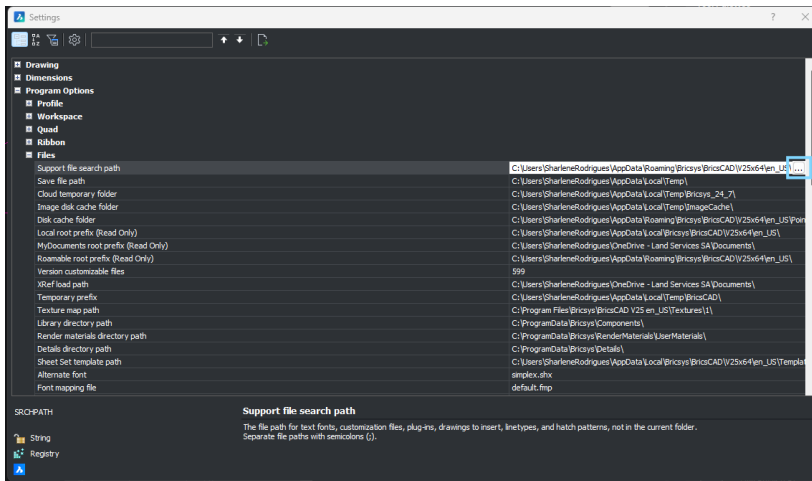 Settings
Drawing
Dimensions
Program Options
Profile
Workspace
Quad
Ribbon
Files
Support file search path C:\Users\SharleneRodrigues\AppData\Roaming\Bricsys\BricsCAD\V25x64\en_US\ ...
Save file path C:\Users\SharleneRodrigues\AppData\Local\Temp\
Cloud temporary folder C:\Users\SharleneRodrigues\AppData\Local\Temp\Bricsys_24_7\
Image disk cache folder C:\Users\SharleneRodrigues\AppData\Local\Temp\ImageCache\
Disk cache folder C:\Users\SharleneRodrigues\AppData\Roaming\Bricsys\BricsCAD\V25x64\en_US\Poin
Local root prefix (Read Only) C:\Users\SharleneRodrigues\AppData\Local\Bricsys\BricsCAD\V25x64\en_US\
MyDocuments root prefix (Read Only) C:\Users\SharleneRodrigues\OneDrive - Land Services SA\Documents\
Roamable root prefix (Read Only) C:\Users\SharleneRodrigues\AppData\Roaming\Bricsys\BricsCAD\V25x64\en_US\
Version customizable files 599
XRef load path C:\Users\SharleneRodrigues\OneDrive - Land Services SA\Documents\
Temporary prefix C:\Users\SharleneRodrigues\AppData\Local\Temp\BricsCAD\
Texture map path C:\Program Files\Bricsys\BricsCAD V25 en_US\Textures\1\
Library directory path C:\ProgramData\Bricsys\Components\
Render materials directory path C:\ProgramData\Bricsys\RenderMaterials\UserMaterials\
Details directory path C:\ProgramData\Bricsys\Details\
Sheet Set template path C:\Users\SharleneRodrigues\AppData\Local\Bricsys\BricsCAD\V25x64\en_US\Templat
Alternate font simplex.shx
Font mapping file default.fmp
SRCHPATH
String
Registry
Support file search path
The file path for text fonts, customization files, plug-ins, drawings to insert, linetypes, and hatch patterns, not in the current folder.
Separate file paths with semicolons (;).